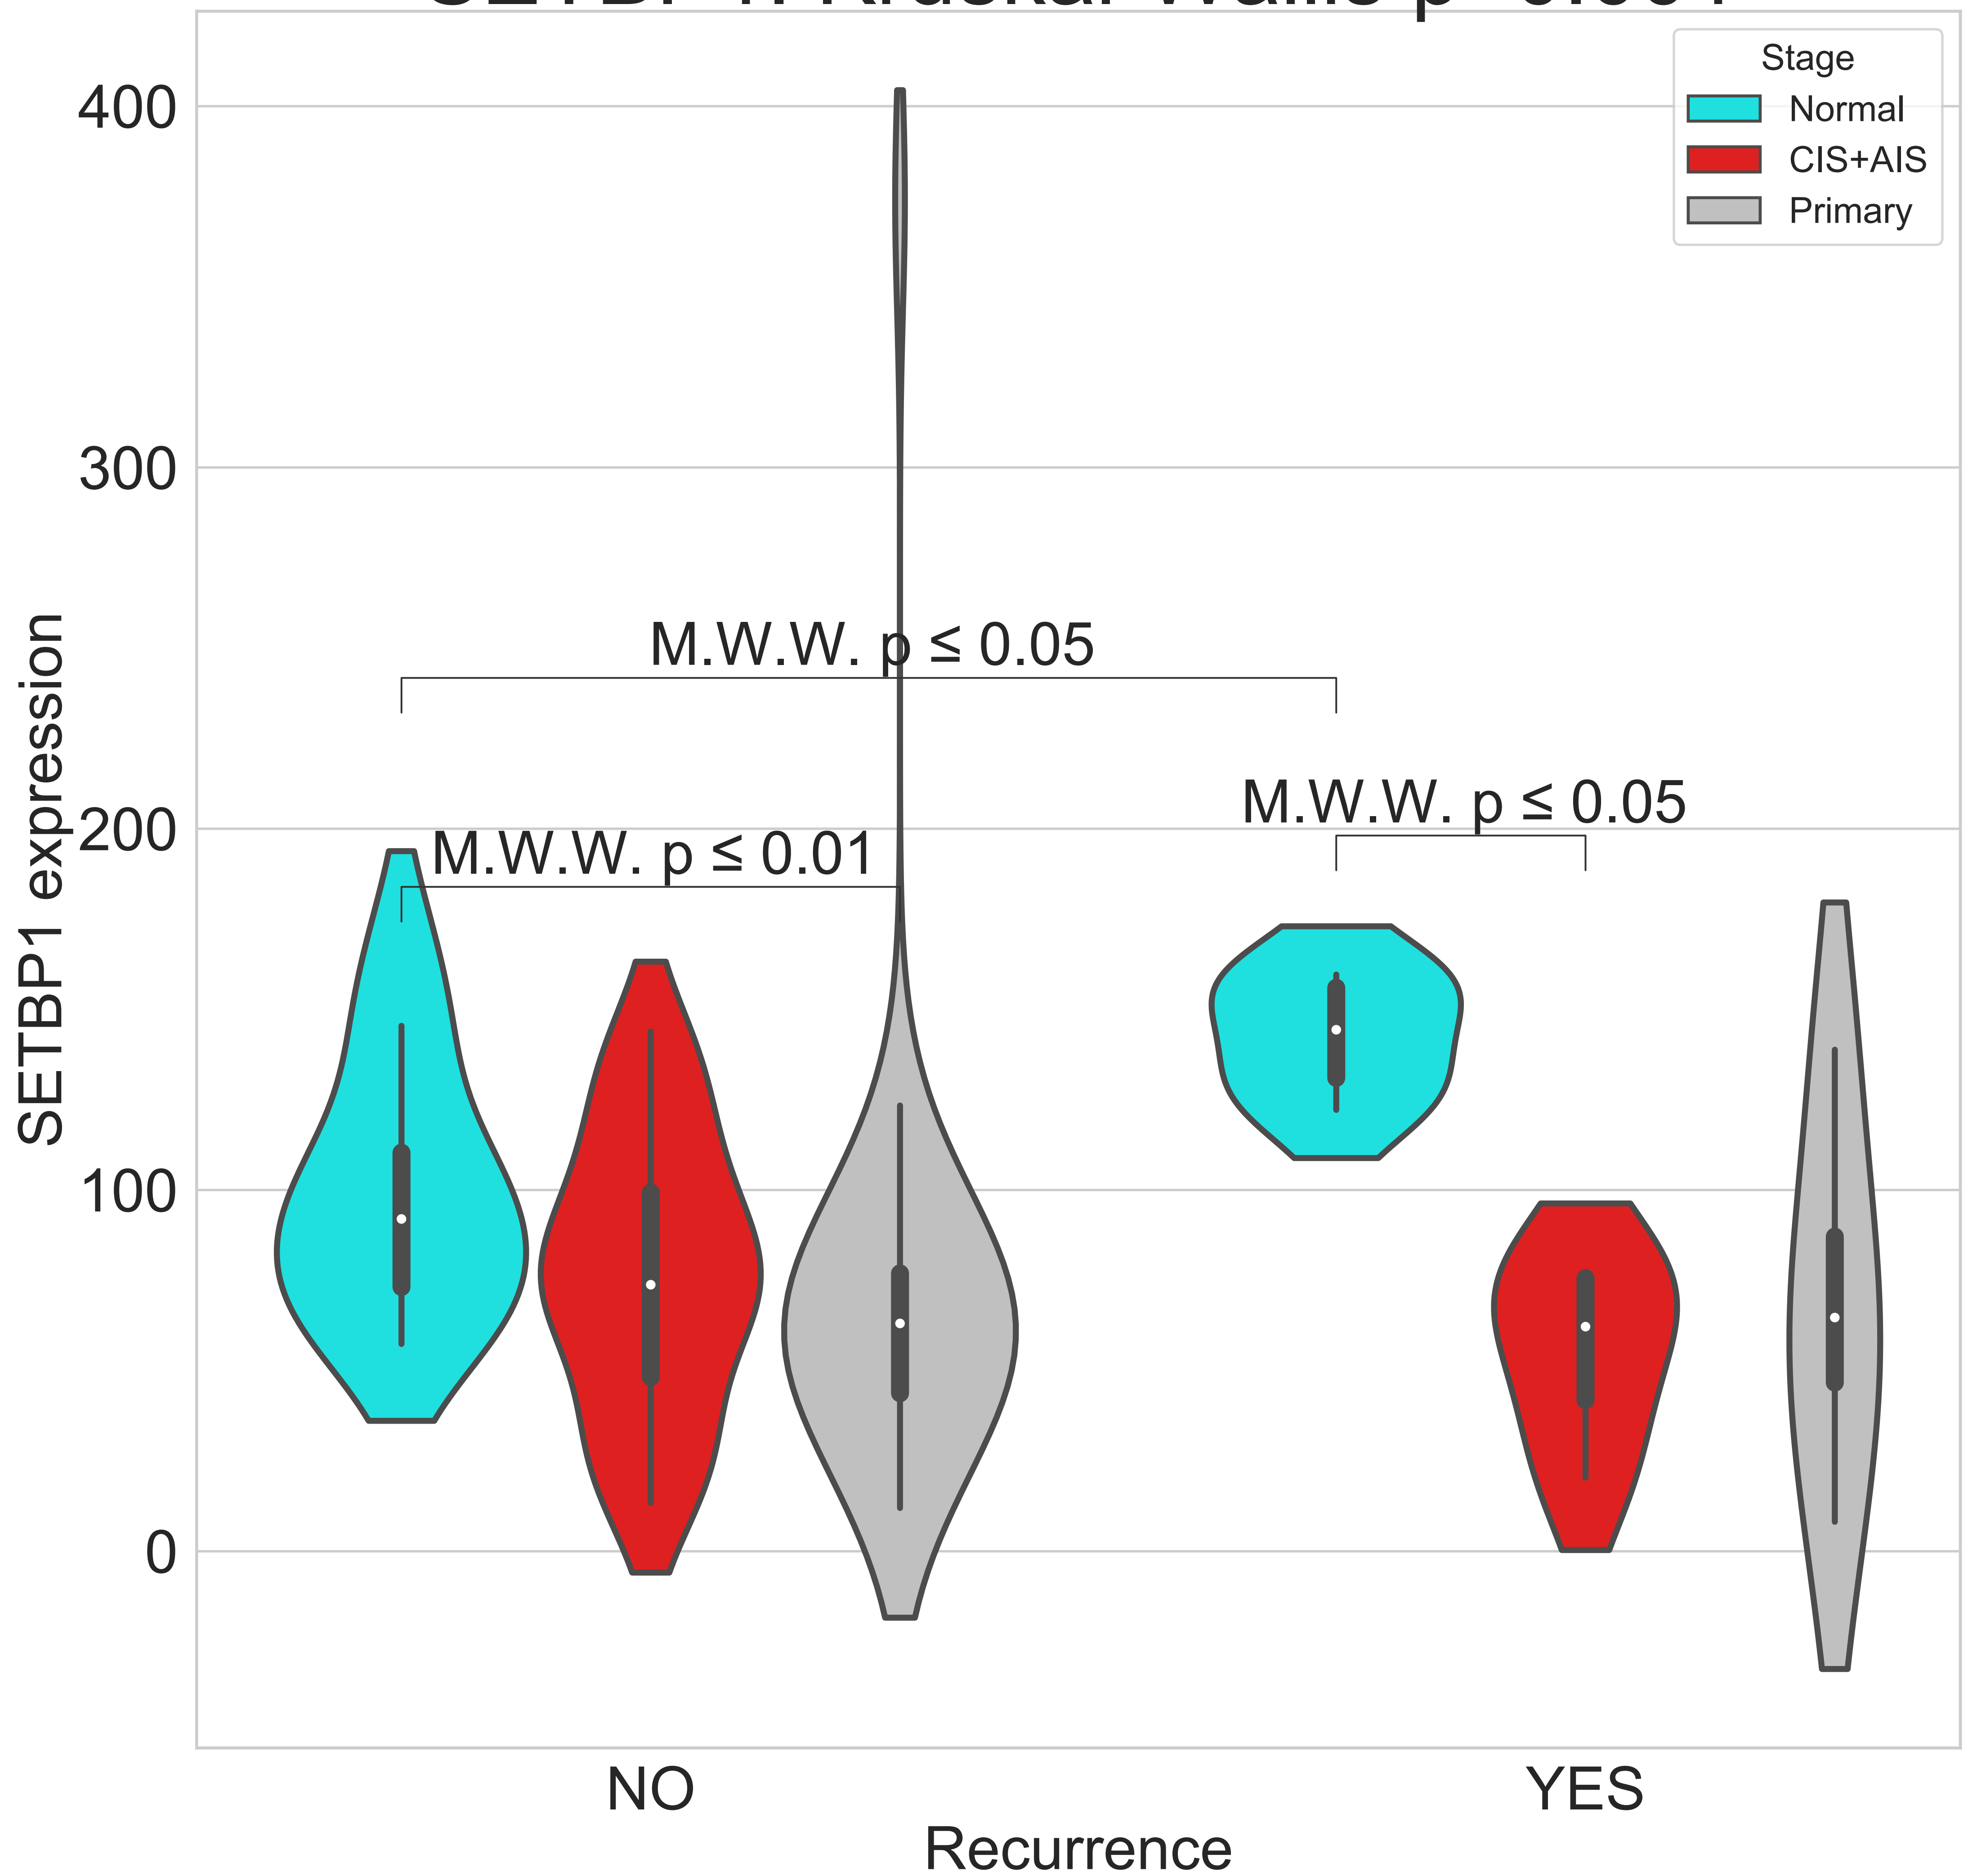 Stage
Normal
CIS+AIS
Primary
400
300
200
100
0
SETBP1 expression
M.W.W. p ≤ 0.05
M.W.W. p ≤ 0.05
M.W.W. p ≤ 0.01
NO
YES
Recurrence